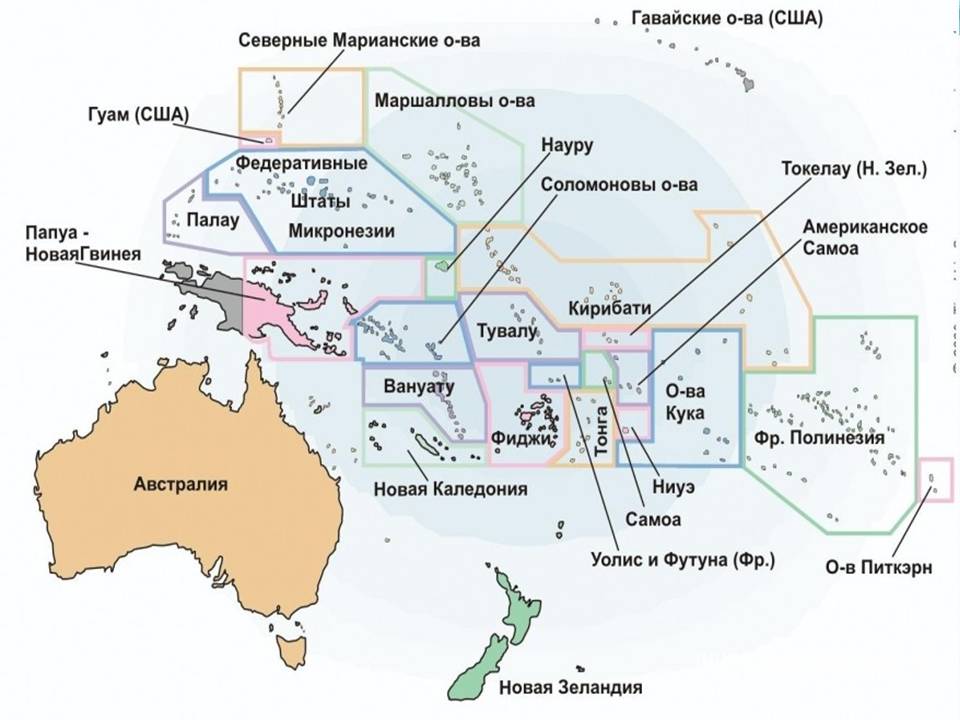 Гавайские о-ва (США)
Северные Марианские о-ва
Маршалловы о-ва
Гуам (США)
Науру
Федеративные
Штаты
Микронезии
Токелау (Н. Зел.)
Соломоновы о-ва
Палау
Американское
Самоа
Папуа -
НоваяГвинея
Кирибати
Тувалу
Вануату
О-ва
Кука
Фиджи
Тонга
Фр. Полинезия
Австралия
Новая Каледония
Ниуэ
Самоа
Уолис и Футуна (Фр.)
О-в Питкэрн
Новая Зеландия